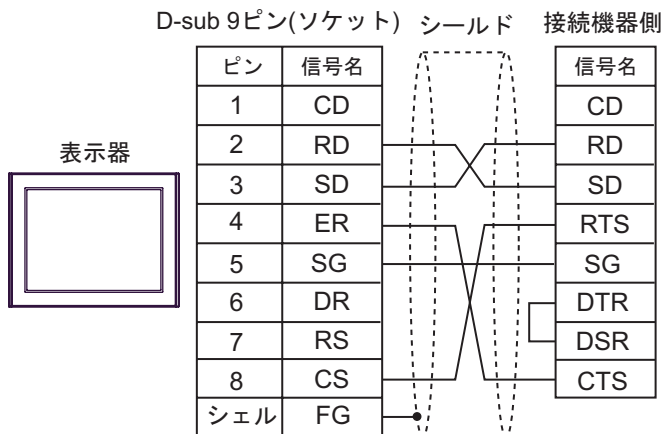 D-sub 9ピン(ソケット) シールド 接続機器側
表示器
ピン 信号名 信号名
1 CD CD
2 RD RD
3 SD SD
4 ER RTS
5 SG SG
6 DR DTR
7 RS DSR
8 CS CTS
シェル FG